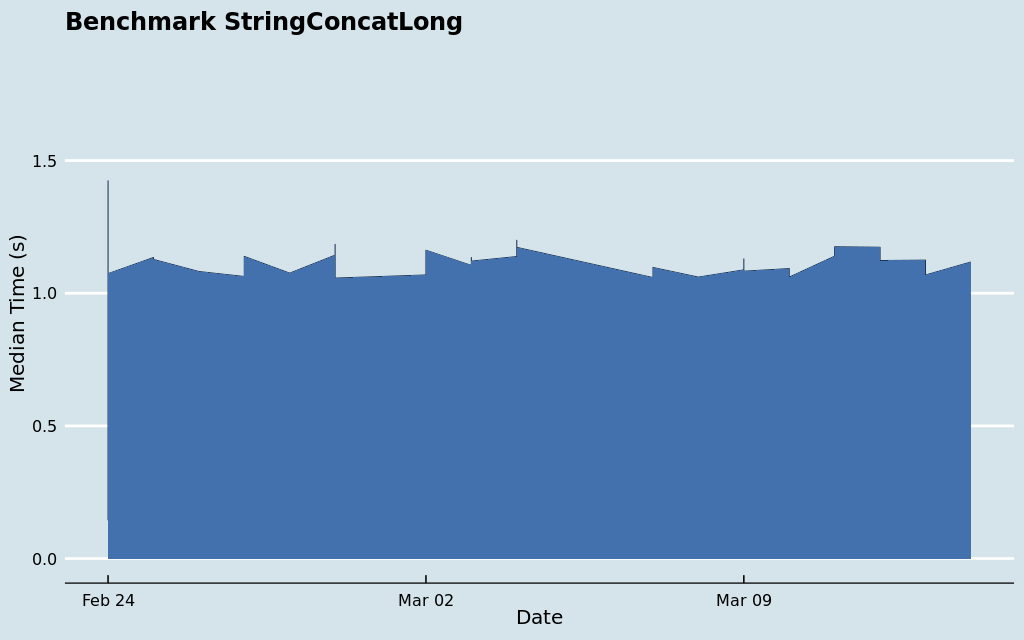 Benchmark StringConcatLong
1.5
1.0
0.5
0.0
Median Time (s)
Feb 24
Mar 02
Mar 09
Date